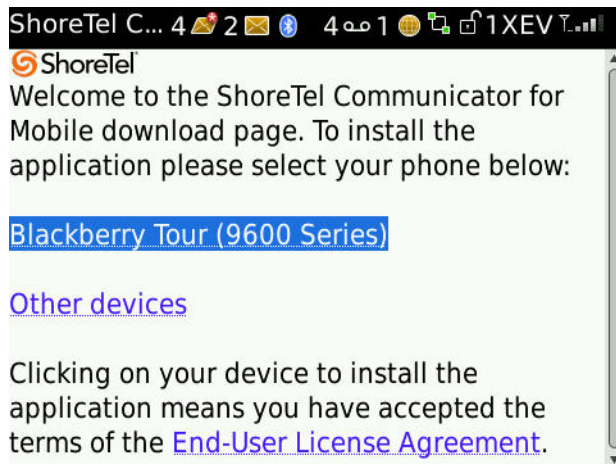 ShoreTel C... 4 2 4 1 1XEV
ShoreTel
Welcome to the ShoreTel Communicator for
Mobile download page. To install the
application please select your phone below:
Blackberry Tour (9600 Series)
Other devices
Clicking on your device to install the
application means you have accepted the
terms of the End-User License Agreement.